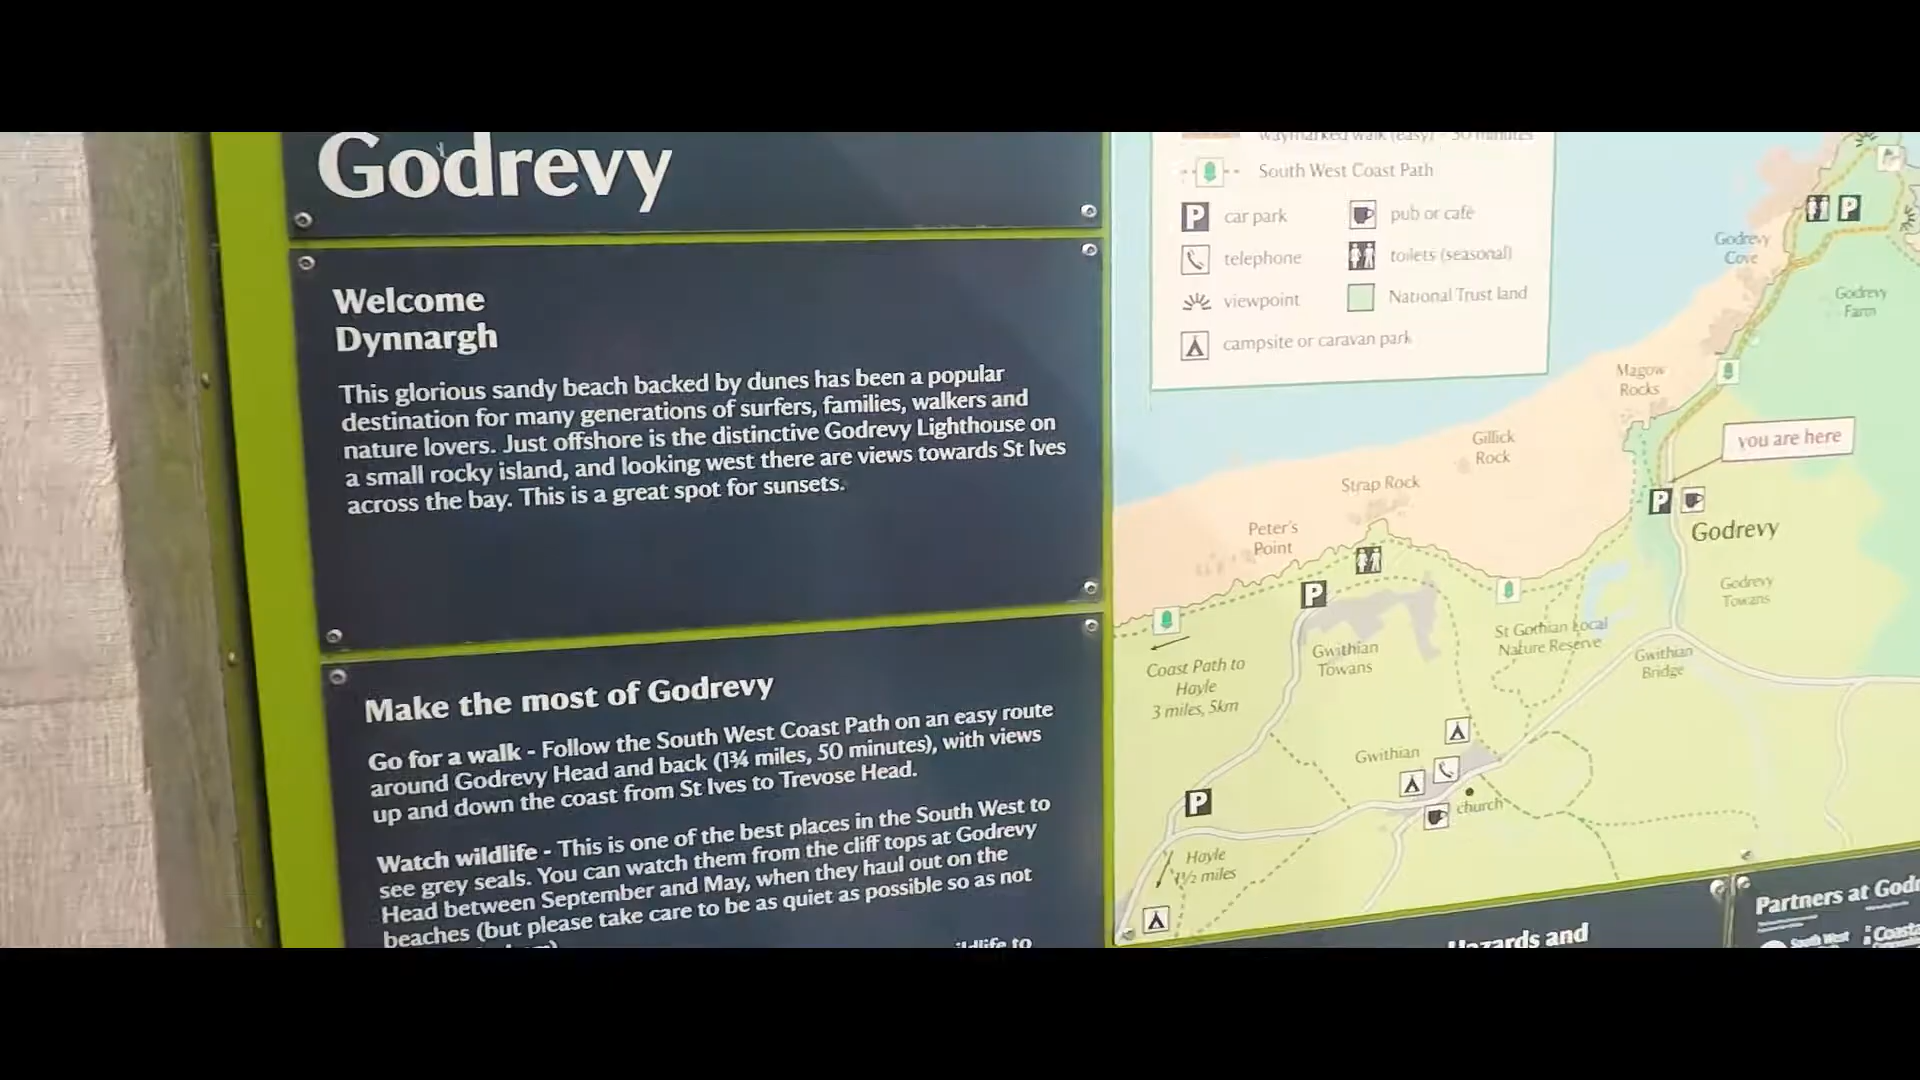 Godrevy
Welcome
Dynnargh
This glorious sandy beach backed by dunes has been a popular
destination for many generations of surfers, families, walkers and
nature lovers. Just offshore is the distinctive Godrevy Lighthouse on
a small rocky island, and looking west there are views towards St Ives
across the bay. This is a great spot for sunsets.
Make the most of Godrevy
Go for a walk - Follow the South West Coast Path on an easy route
around Godrevy Head and back (1¾ miles, 50 minutes), with views
up and down the coast from St Ives to Trevose Head.
Watch wildlife - This is one of the best places in the South West to
see grey seals. You can watch them from the cliff tops at Godrevy
Head between September and May, when they haul out on the
beaches (but please take care to be as quiet as possible so as not
waymarked walk (easy) - 50 minutes
South West Coast Path
P car park
pub or café
telephone
toilets (seasonal)
viewpoint
National Trust land
campsite or caravan park
P
Godrevy
Cove
Godrevy
Farm
Magow
Rocks
you are here
Gillick
Rock
Strap Rock
P
Godrevy
Peter's
Point
P
Godrevy
Towans
St Gothian Local
Nature Reserve
Gwithian
Towans
Gwithian
Bridge
Coast Path to
Hayle
3 miles, 5km
Gwithian
church
P
Hayle
1½ miles
Hazards and
Partners at
South West